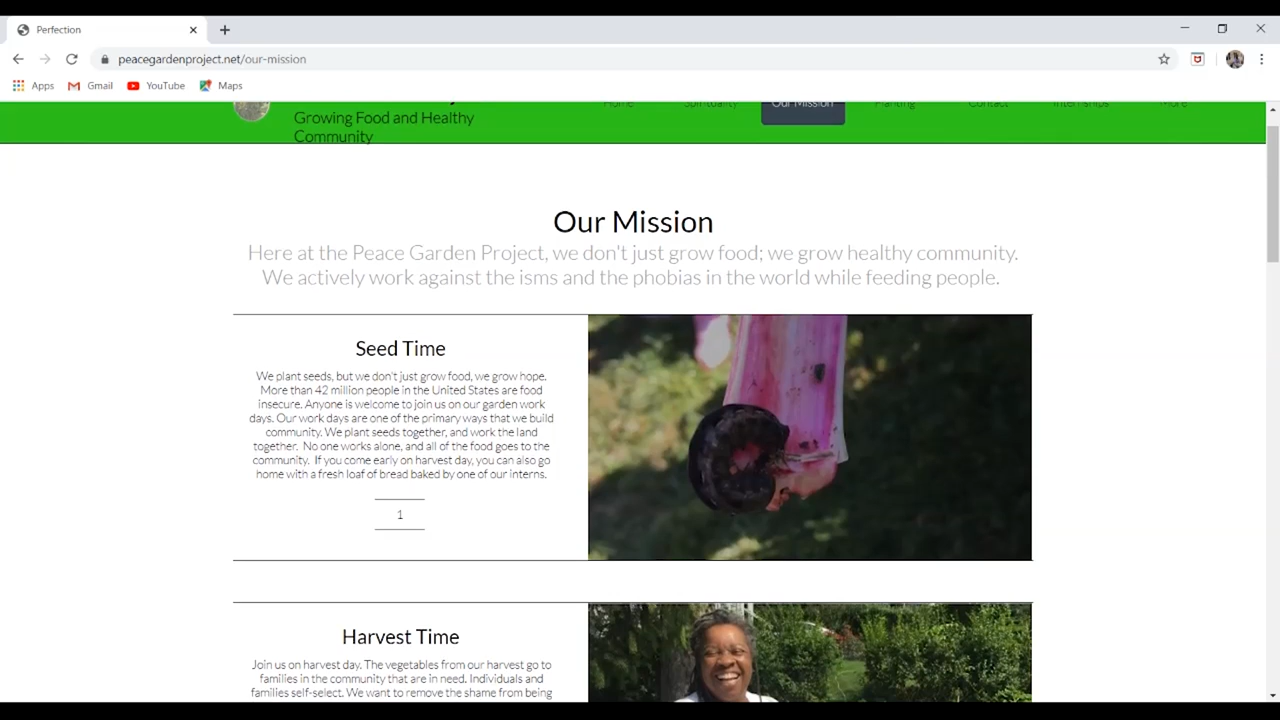 Perfection
peacegardenproject.net/our-mission
Apps Gmail YouTube Maps
Home Spirituality Our Mission Planting Contact Internships More
Growing Food and Healthy
Community
Our Mission
Here at the Peace Garden Project, we don't just grow food; we grow healthy community.
We actively work against the isms and the phobias in the world while feeding people.
Seed Time
We plant seeds, but we don't just grow food, we grow hope.
More than 42 million people in the United States are food
insecure. Anyone is welcome to join us on our garden work
days. Our work days are one of the primary ways that we build
community. We plant seeds together, and work the land
together. No one works alone, and all of the food goes to the
community. If you come early on harvest day, you can also go
home with a fresh loaf of bread baked by one of our interns.
1
Harvest Time
Join us on harvest day. The vegetables from our harvest go to
families in the community that are in need. Individuals and
families self-select. We want to remove the shame from being